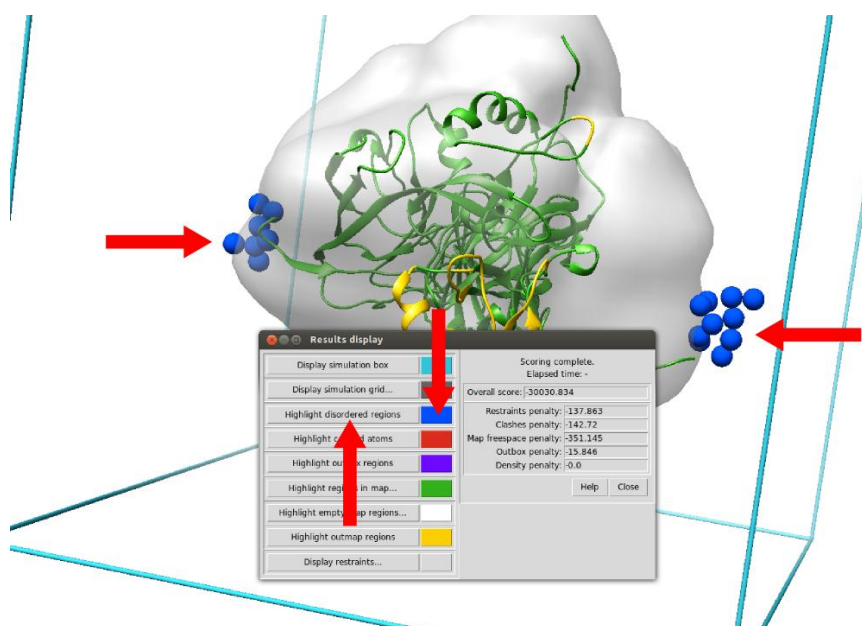 Results display
Display simulation box
Display simulation grid...
Highlight disordered regions
Highlight atoms
Highlight regions
Highlight in map...
Highlight empty regions...
Highlight outmap regions
Display restraints...
Scoring complete.
Elapsed time: -
Overall score: -30030.834
Restraints penalty: -137.863
Clashes penalty: -142.72
Map freespace penalty: -351.145
Outbox penalty: -15.846
Density penalty: -0.0
Help Close